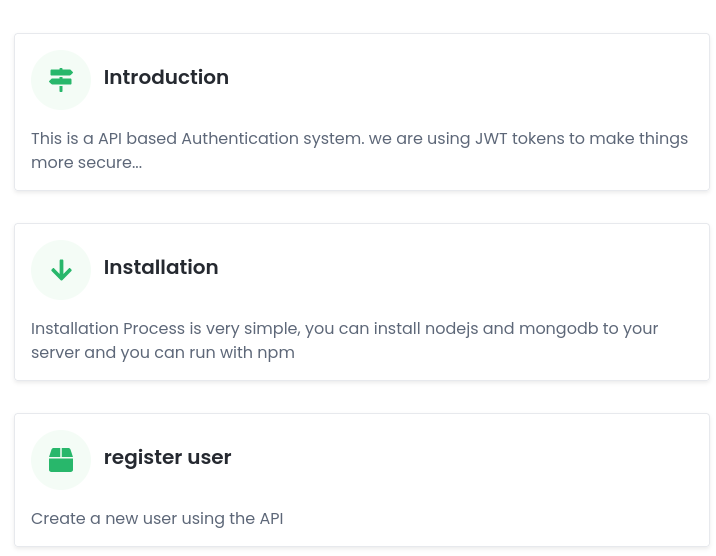 Introduction
This is a API based Authentication system. we are using JWT tokens to make things
more secure...
Installation
Installation Process is very simple, you can install nodejs and mongodb to your
server and you can run with npm
register user
Create a new user using the API